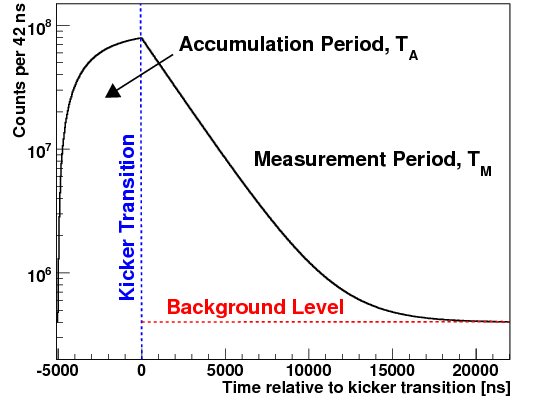 Counts per 42 ns
10⁸
10⁷
10⁶
Accumulation Period, T_A
Measurement Period, T_M
Kicker Transition
Background Level
-5000 0 5000 10000 15000 20000
Time relative to kicker transition [ns]